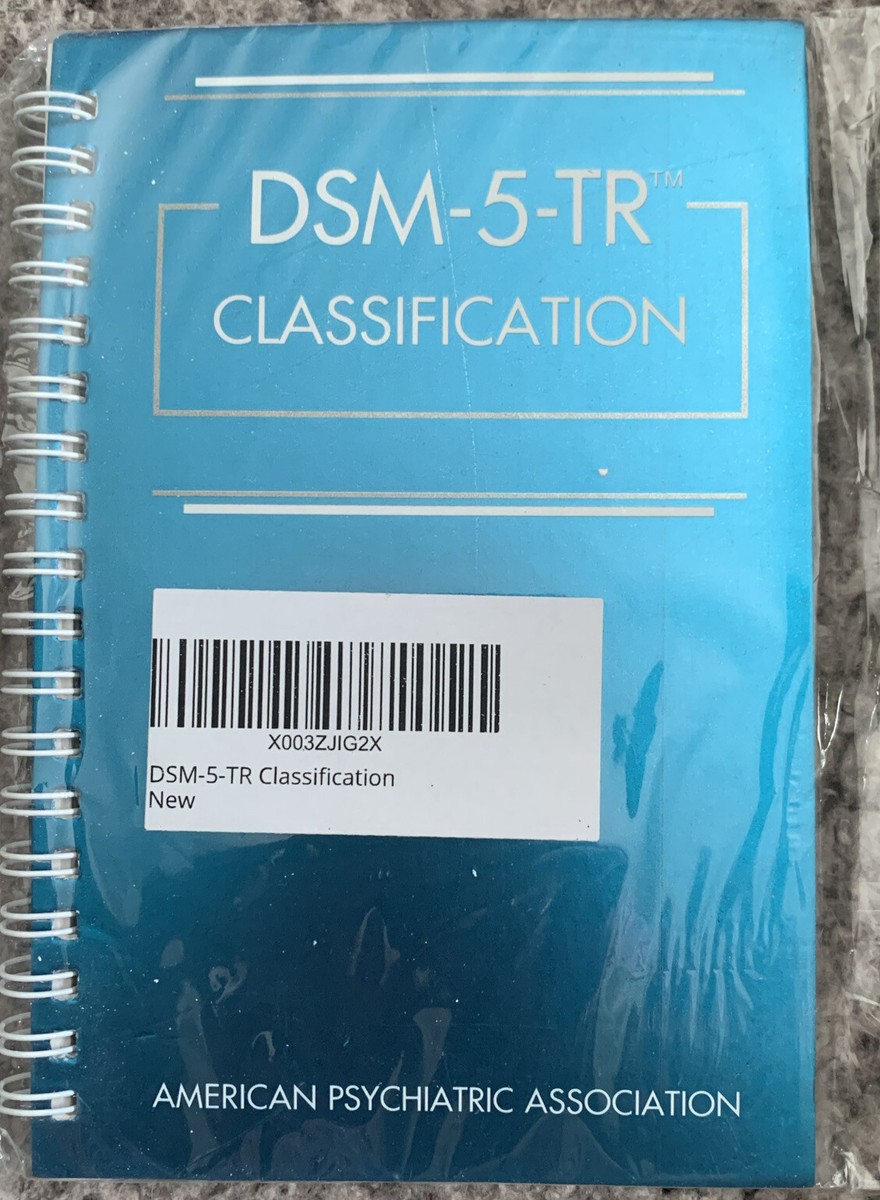 DSM-5-TR™
CLASSIFICATION
X003ZJIG2X
DSM-5-TR Classification
New
AMERICAN PSYCHIATRIC ASSOCIATION